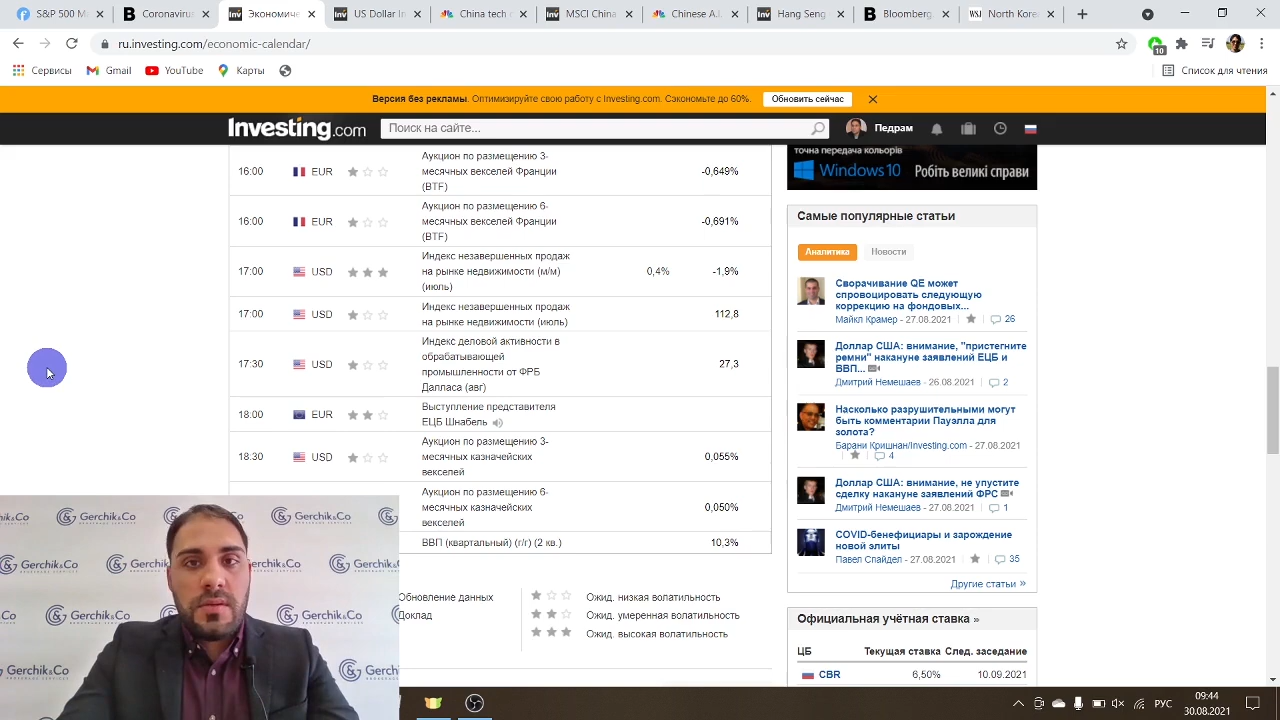 S&P 500 M
Coronavirus
Экономиче
US Dollar In
China tech c
MSCI China
Chinese A.
Hang Seng
Bloomberg
North Kore
ru.investing.com/economic-calendar/
10
Сервисы
Gmail
YouTube
Карты
Список для чтения
Версия без рекламы. Оптимизируйте свою работу с Investing.com. Сэкономьте до 60%.
Обновить сейчас
Investing.com
Поиск на сайте...
Педрам
16:00 EUR
Аукцион по размещению 3-
месячных векселей Франции
(BTF)
-0,649%
16:00 EUR
Аукцион по размещению 6-
месячных векселей Франции
(BTF)
-0,691%
17:00 USD
Индекс незавершенных продаж
на рынке недвижимости (м/м)
(июль)
0,4% -1,9%
17:00 USD
Индекс незавершенных продаж
на рынке недвижимости (июль)
112,8
17:30 USD
Индекс деловой активности в
обрабатывающей
промышленности от ФРБ
Далласа (авг)
27,3
18:00 EUR
Выступление представителя
ЕЦБ Шнабель
18:30 USD
Аукцион по размещению 3-
месячных казначейских
векселей
0,055%
Аукцион по размещению 6-
месячных казначейских
векселей
0,050%
ВВП (квартальный) (г/г) (2 кв.) 10,3%
Обновление данных
Доклад
Ожид. низкая волатильность
Ожид. умеренная волатильность
Ожид. высокая волатильность
точна передача кольорів
Windows 10 Робіть великі справи
Самые популярные статьи
Аналитика Новости
Сворачивание QE может
спровоцировать следующую
коррекцию на фондовых...
Майкл Крамер - 27.08.2021 26
Доллар США: внимание, "пристегните
ремни" накануне заявлений ЕЦБ и
ВВП...
Дмитрий Немешаев - 26.08.2021 2
Насколько разрушительными могут
быть комментарии Пауэлла для
золота?
Барани Кришнан/Investing.com - 27.08.2021
4
Доллар США: внимание, не упустите
сделку накануне заявлений ФРС
Дмитрий Немешаев - 27.08.2021 1
COVID-бенефициары и зарождение
новой элиты
Павел Спайдел - 27.08.2021 35
Другие статьи »
Официальная учётная ставка »
ЦБ Текущая ставка След. заседание
CBR 6,50% 10.09.2021
Gerchik&Co
Gerchik&Co
Gerchik&Co
Gerchik&Co
Gerchik&Co
РУС
09:44
30.08.2021